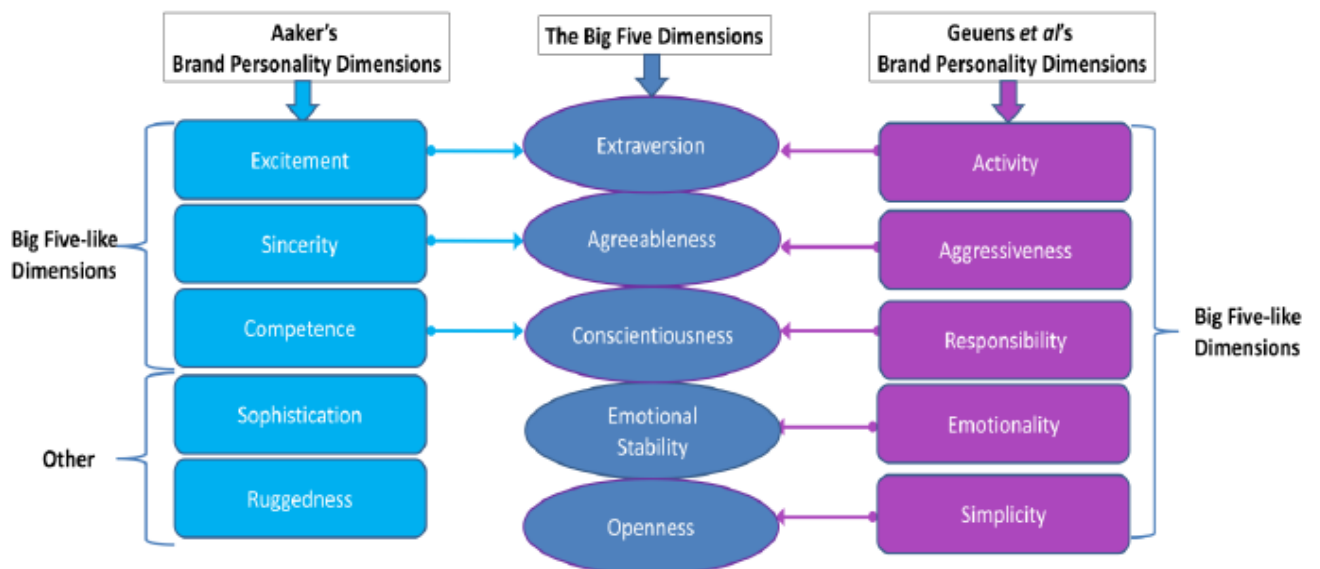 Aaker's
Brand Personality Dimensions
The Big Five Dimensions
Geuens et al's
Brand Personality Dimensions
Big Five-like
Dimensions
Other
Excitement
Sincerity
Competence
Sophistication
Ruggedness
Extraversion
Agreeableness
Conscientiousness
Emotional
Stability
Openness
Activity
Aggressiveness
Responsibility
Emotionality
Simplicity
Big Five-like
Dimensions